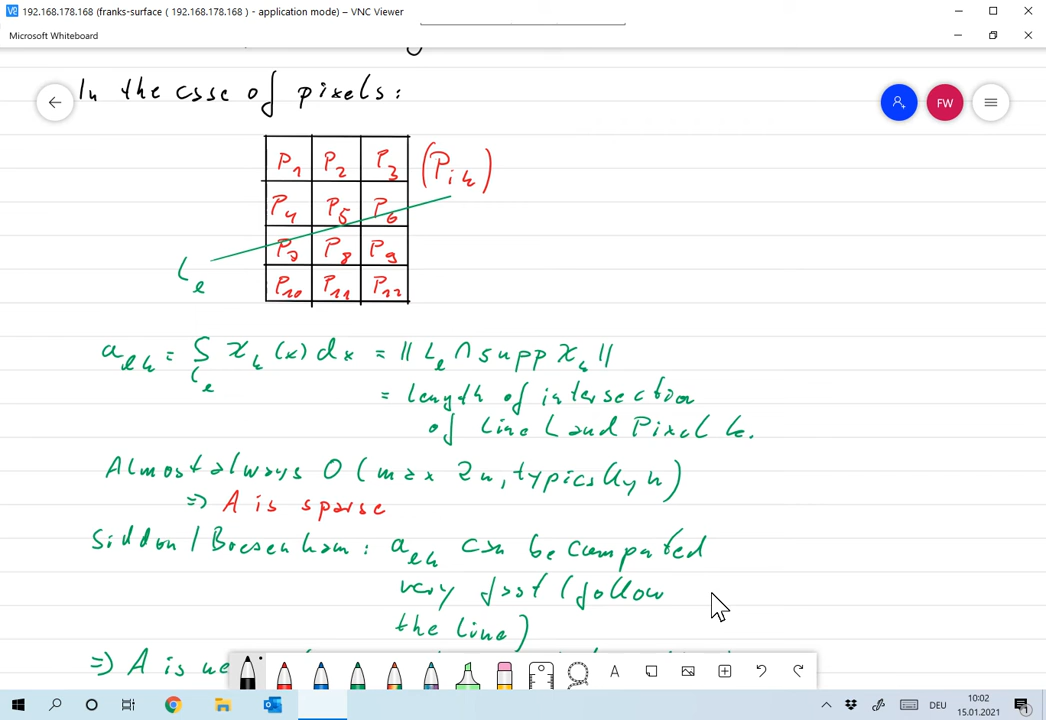 192.168.178.168 (franks-surface ( 192.168.178.168 ) - application mode) – VNC Viewer
Microsoft Whiteboard
In the case of pixels:
FW
P1 P2 P3 (Pik)
P4 P5 P6
P7 P8 P9
P10 P11 P12
Le
aek = ∫Le χk (x) dx = || Le ∩ supp χk ||
= length of intersection
of Line L and Pixel k.
Almost always 0 (max 2n, typically n)
=> A is sparse
Siddon / Bresenham: aek can be computed
very fast (follow
the line)
=> A is ne
A
DEU
10:02
15.01.2021